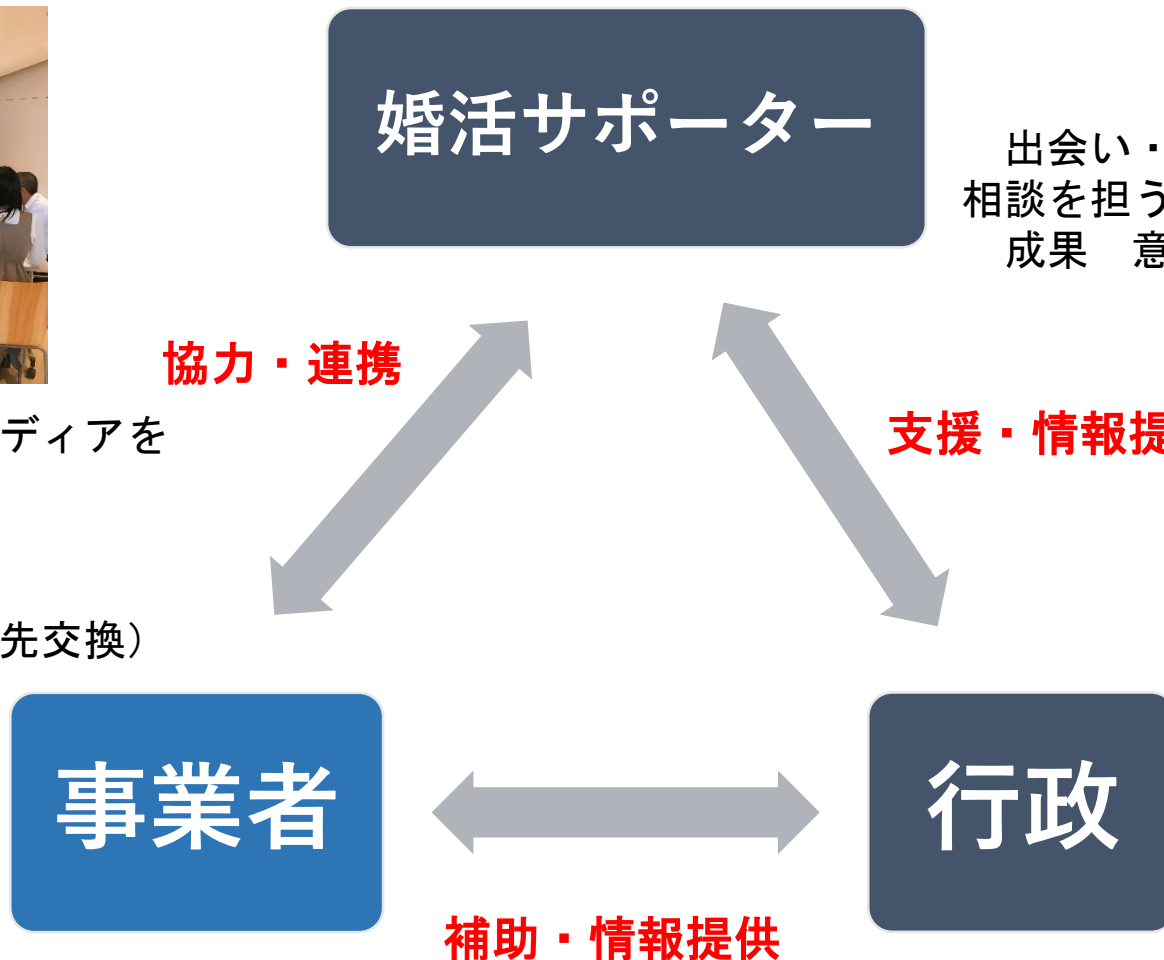 婚活サポーター
出会い・
相談を担う
成果　意
協力・連携
ディアを
支援・情報提
先交換）
事業者
行政
補助・情報提供